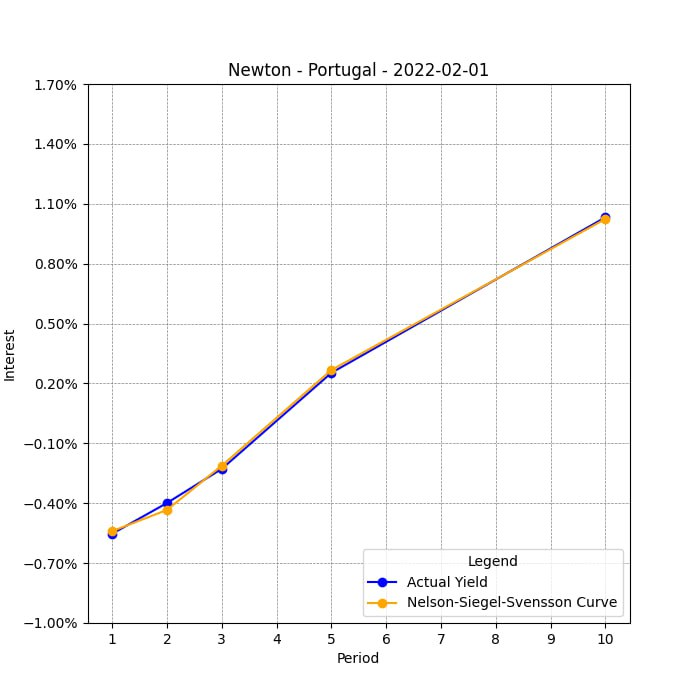 Newton - Portugal - 2022-02-01
1.70%
1.40%
1.10%
0.80%
0.50%
0.20%
−0.10%
−0.40%
−0.70%
−1.00%
Interest
1 2 3 4 5 6 7 8 9 10
Period
Legend
Actual Yield
Nelson-Siegel-Svensson Curve